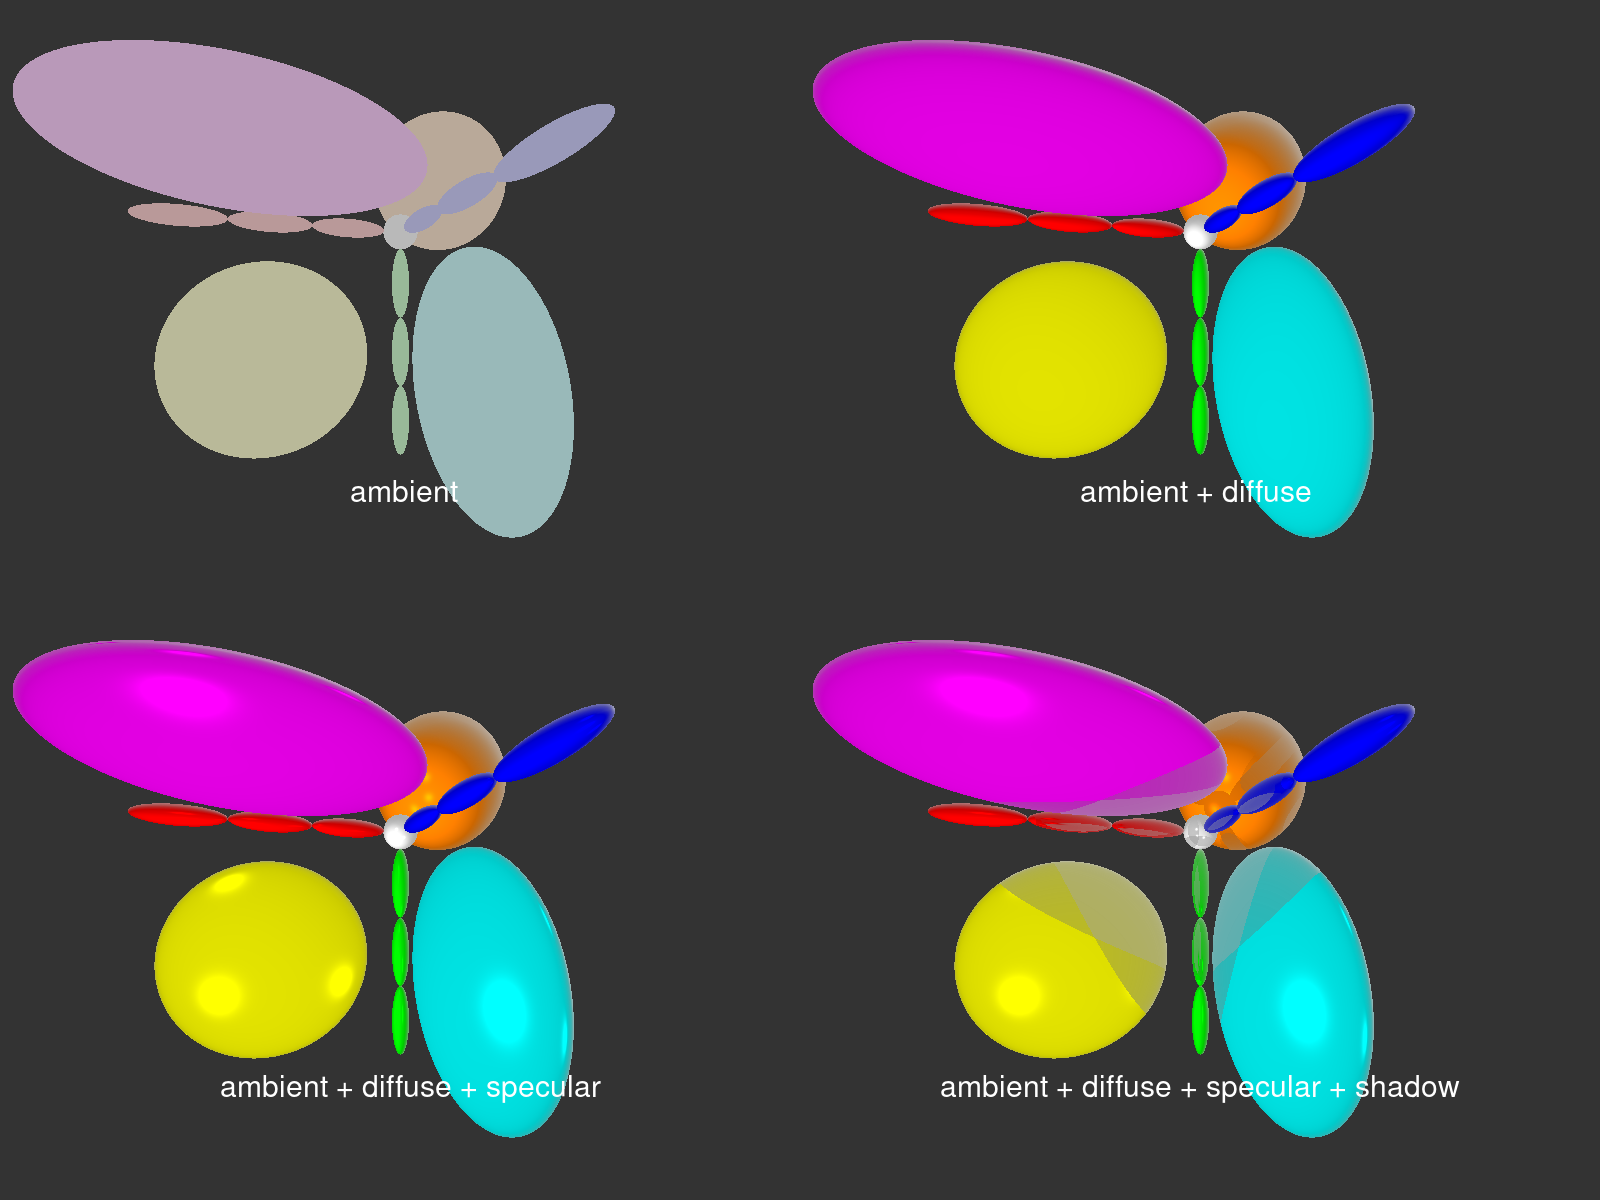 ambient
ambient + diffuse
ambient + diffuse + specular
ambient + diffuse + specular + shadow